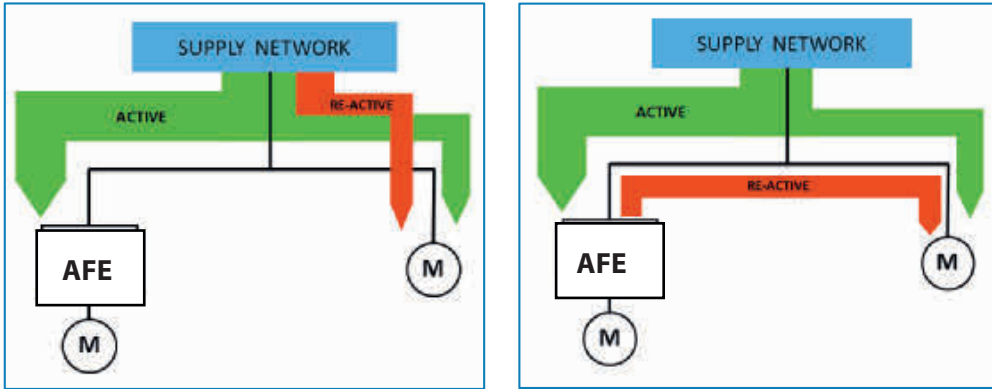 SUPPLY NETWORK
RE-ACTIVE
ACTIVE
AFE
M
M
SUPPLY NETWORK
ACTIVE
RE-ACTIVE
AFE
M
M